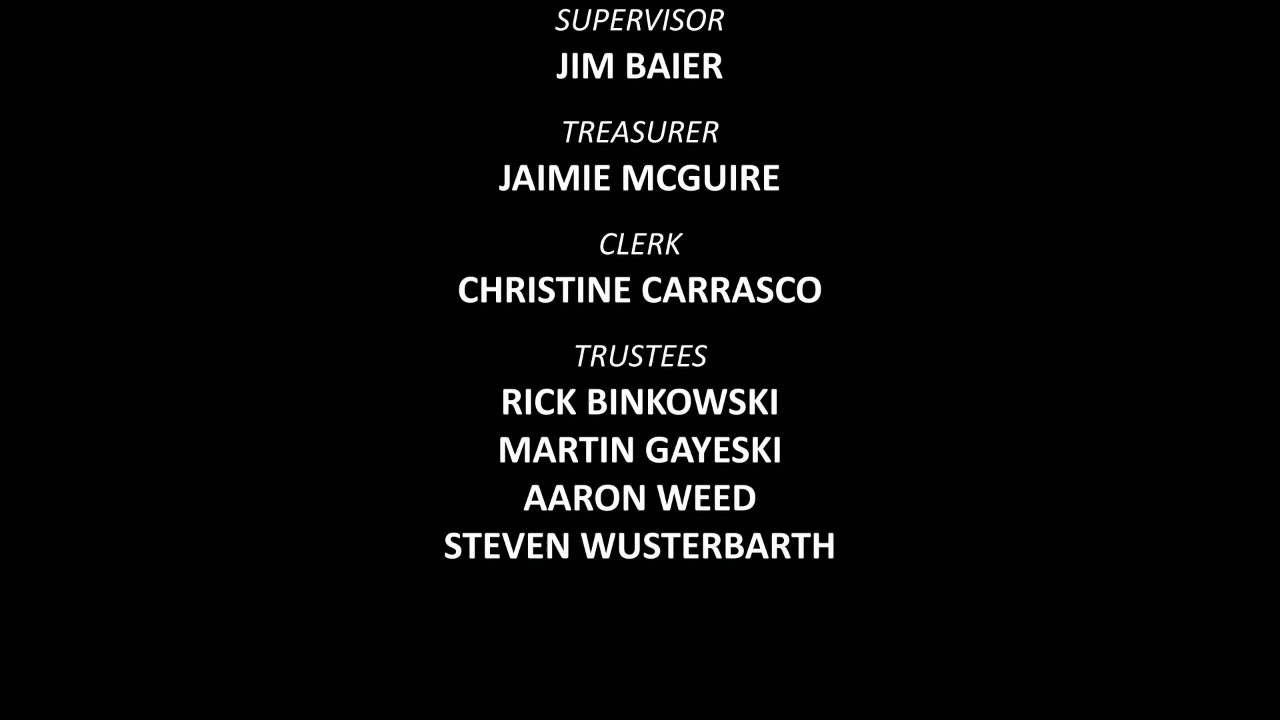 SUPERVISOR
JIM BAIER
TREASURER
JAIMIE MCGUIRE
CLERK
CHRISTINE CARRASCO
TRUSTEES
RICK BINKOWSKI
MARTIN GAYESKI
AARON WEED
STEVEN WUSTERBARTH